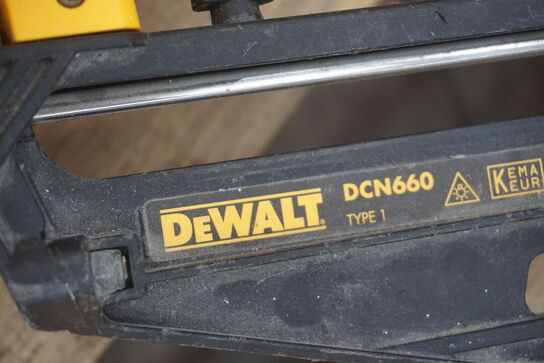 DEWALT
DCN660
TYPE 1
KEMA
KEUR